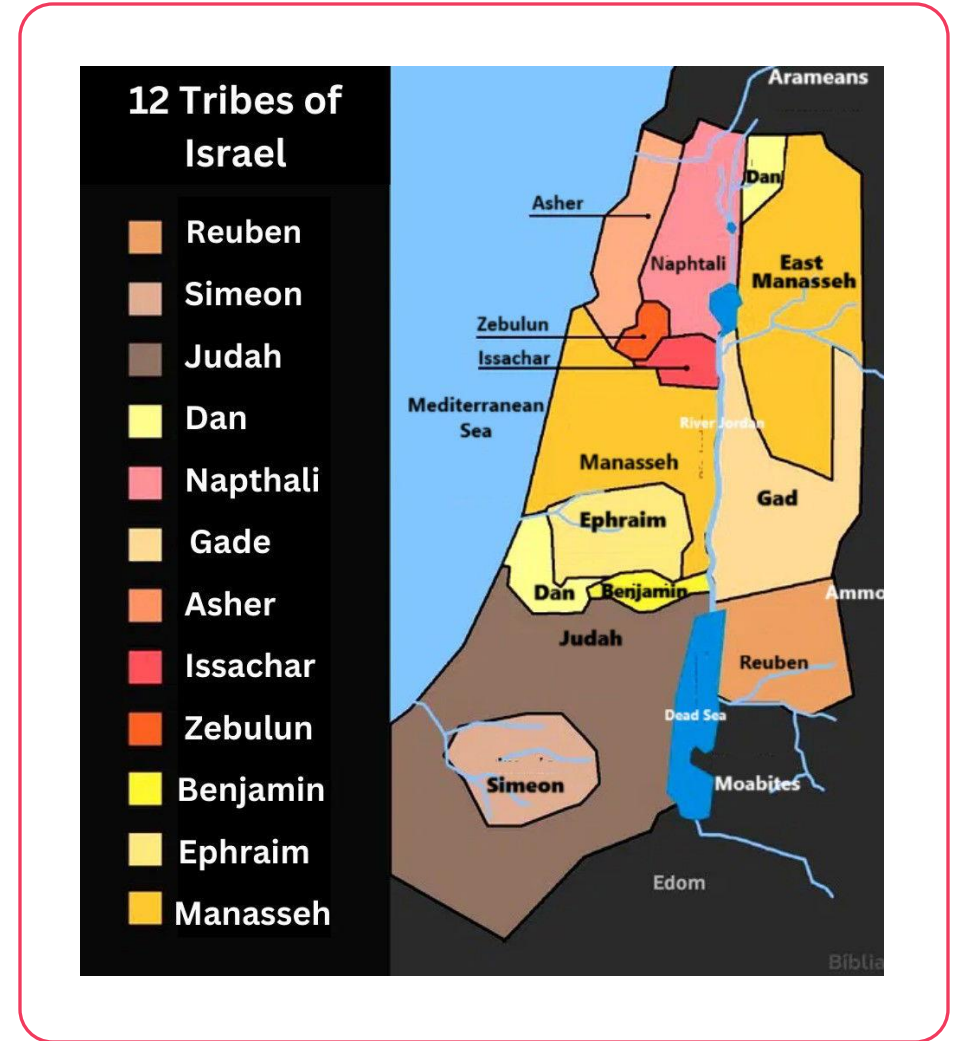 12 Tribes of
Israel
Reuben
Simeon
Judah
Dan
Napthali
Gade
Asher
Issachar
Zebulun
Benjamin
Ephraim
Manasseh
Arameans
Dan
Asher
Naphtali
East
Manasseh
Zebulun
Issachar
Mediterranean
Sea
River Jordan
Manasseh
Gad
Ephraim
Dan
Benjamin
Ammo
Judah
Reuben
Dead Sea
Simeon
Moabites
Edom
Bíblia